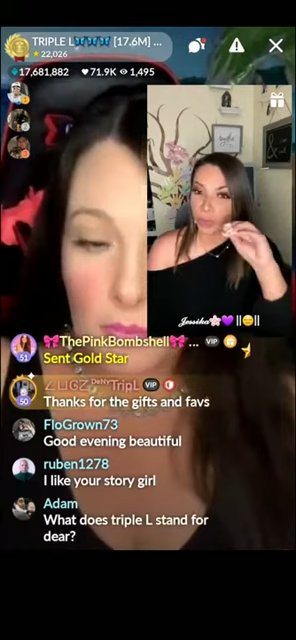 TRIPLE L🦋🦋🦋 [17.6M] ...
★ 22,026
17,681,882 71.9K 1,495
Jessika🌸💜||😑||
🎀ThePinkBombshell🎀 ... VIP
51
Sent Gold Star
VIP
50
Thanks for the gifts and favs
FloGrown73
Good evening beautiful
ruben1278
I like your story girl
Adam
What does triple L stand for
dear?